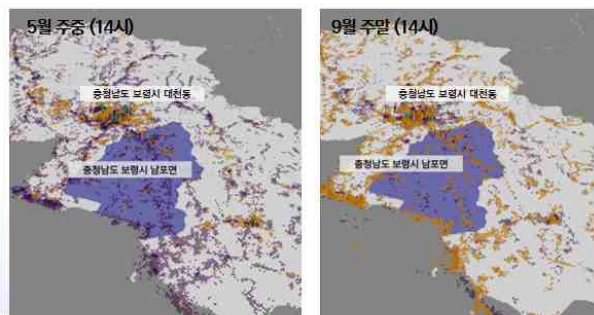 5월 주중 (14시)
충청남도 보령시 대천동
충청남도 보령시 남포면
9월 주말 (14시)
충청남도 보령시 대천동
충청남도 보령시 남포면